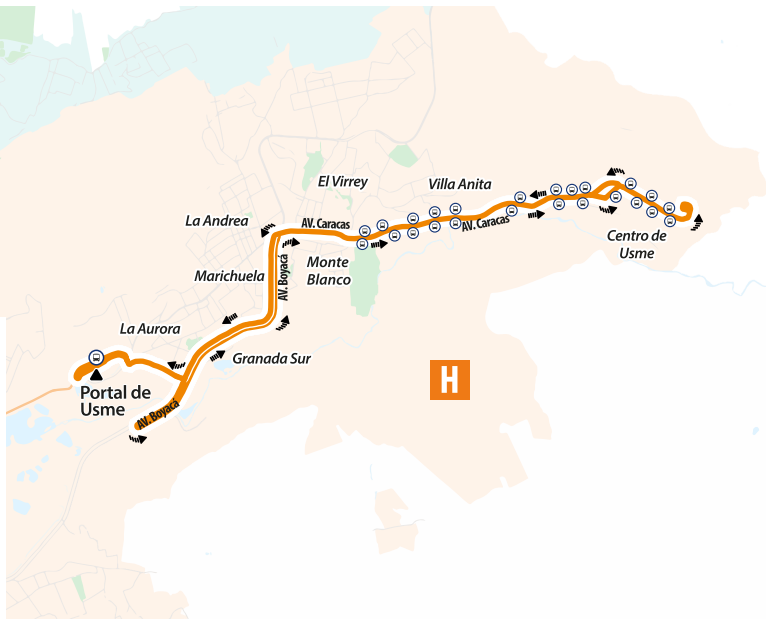 El Virrey
Villa Anita
La Andrea
AV. Caracas
AV. Caracas
Centro de
Usme
Monte
Blanco
Marichuela
AV. Boyacá
La Aurora
Granada Sur
H
Portal de
Usme
AV. Boyacá